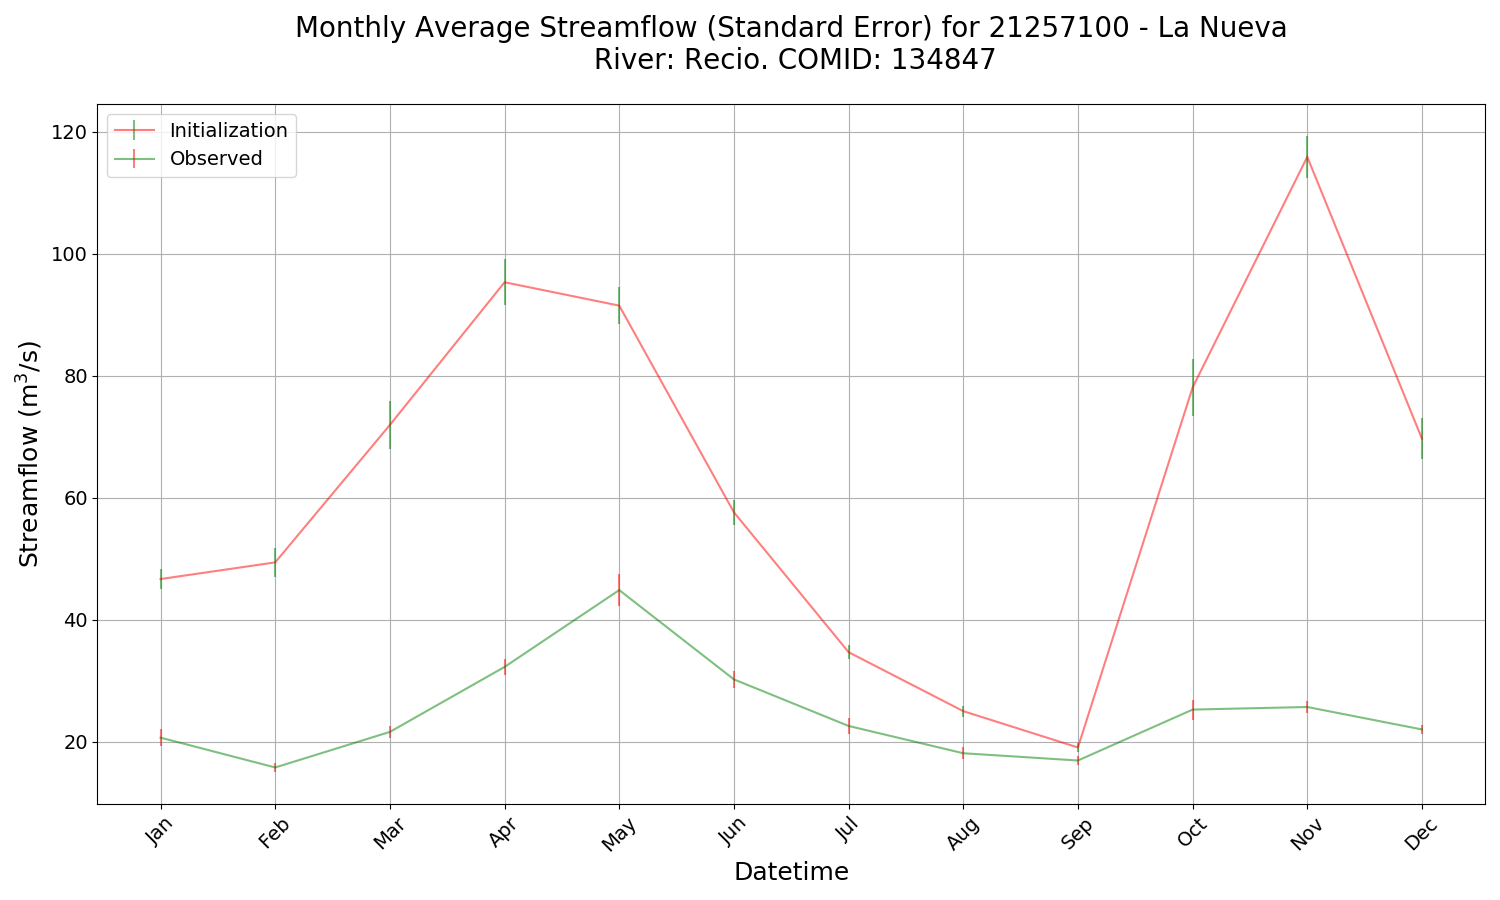 Monthly Average Streamflow (Standard Error) for 21257100 - La Nueva
River: Recio. COMID: 134847
Initialization
Observed
120
100
80
60
40
20
Streamflow (m³/s)
Jan Feb Mar Apr May Jun Jul Aug Sep Oct Nov Dec
Datetime